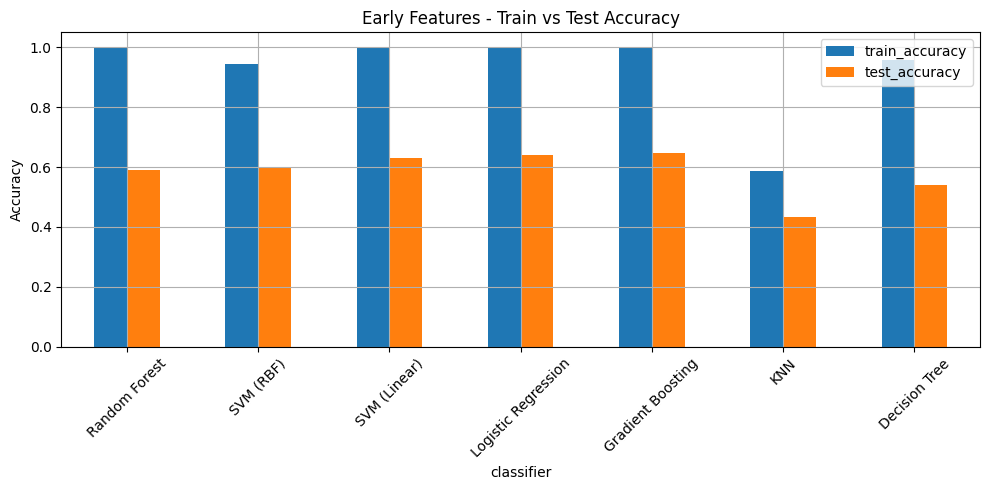 Early Features - Train vs Test Accuracy
train_accuracy
test_accuracy
Accuracy
1.0
0.8
0.6
0.4
0.2
0.0
Random Forest
SVM (RBF)
SVM (Linear)
Logistic Regression
Gradient Boosting
KNN
Decision Tree
classifier